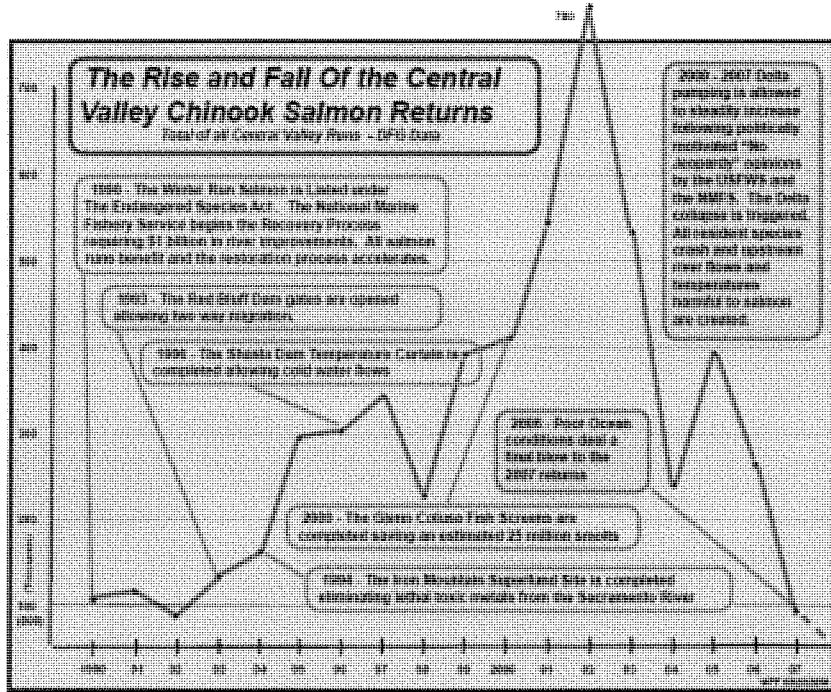 780
The Rise and Fall Of the Central
Valley Chinook Salmon Returns
Total of all Central Valley Runs - DFG Data
1990 - The Winter Run Salmon is Listed under
The Endangered Species Act. The National Marine
Fishery Service begins the Recovery Process
requiring $1 billion in river improvements. All salmon
runs benefit and the restoration process accelerates.
1993 - The Red Bluff Dam gates are opened
allowing two way migration.
The Shasta Dam Temperature Curtain is
completed allowing cold water flows
2000 - 2007 Delta
pumping is allowed
to steadily increase
following politically
"No
Jeopardy" opinions
by the USFWS and
the NMFS. The Delta
collapse is triggered.
All resident species
crash and upstream
river flows and
temperatures
harmful to salmon
are created.
Poor Ocean
conditions deal a
final blow to the
2007 returns
2000 - The Glenn Colusa Fish Screens are
completed saving an estimated 25 million smolts
1994 - The Iron Mountain Superfund Site is completed
eliminating lethal toxic metals from the Sacramento River
700
600
500
400
300
200
100
(Thousands)
1990 91 92 93 94 95 96 97 98 99 2000 01 02 03 04 05 06 07